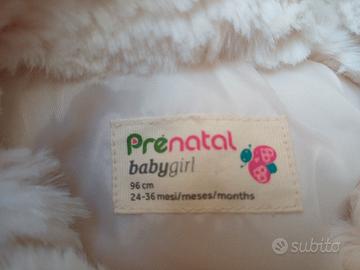 Prénatal
babygirl
96 cm
24-36 mesi/meses/months
subito